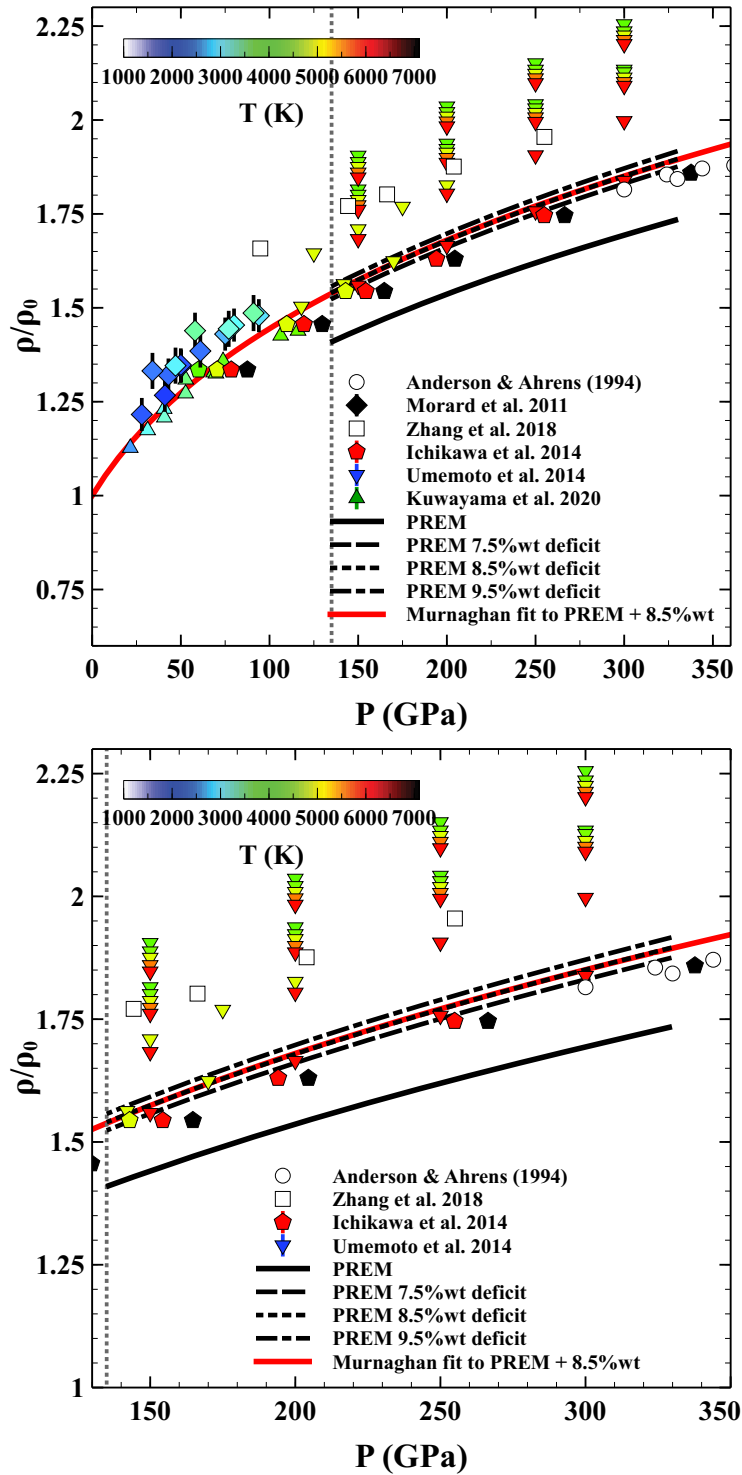 2.25
2
1.75
1.5
1.25
1
0.75
ρ/ρ0
1000 2000 3000 4000 5000 6000 7000
T (K)
Anderson & Ahrens (1994)
Morard et al. 2011
Zhang et al. 2018
Ichikawa et al. 2014
Umemoto et al. 2014
Kuwayama et al. 2020
PREM
PREM 7.5%wt deficit
PREM 8.5%wt deficit
PREM 9.5%wt deficit
Murnaghan fit to PREM + 8.5%wt
0 50 100 150 200 250 300 350
P (GPa)
2.25
2
1.75
1.5
1.25
1
ρ/ρ0
1000 2000 3000 4000 5000 6000 7000
T (K)
Anderson & Ahrens (1994)
Zhang et al. 2018
Ichikawa et al. 2014
Umemoto et al. 2014
PREM
PREM 7.5%wt deficit
PREM 8.5%wt deficit
PREM 9.5%wt deficit
Murnaghan fit to PREM + 8.5%wt
150 200 250 300 350
P (GPa)